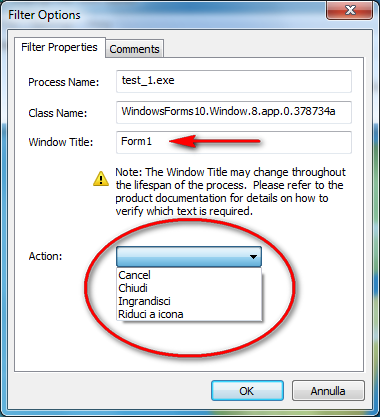 Filter Options
Filter Properties
Comments
Process Name: test_1.exe
Class Name: WindowsForms10.Window.8.app.0.378734a
Window Title: Form1
Note: The Window Title may change throughout
the lifespan of the process. Please refer to the
product documentation for details on how to
verify which text is required.
Action:
Cancel
Chiudi
Ingrandisci
Riduci a icona
OK
Annulla